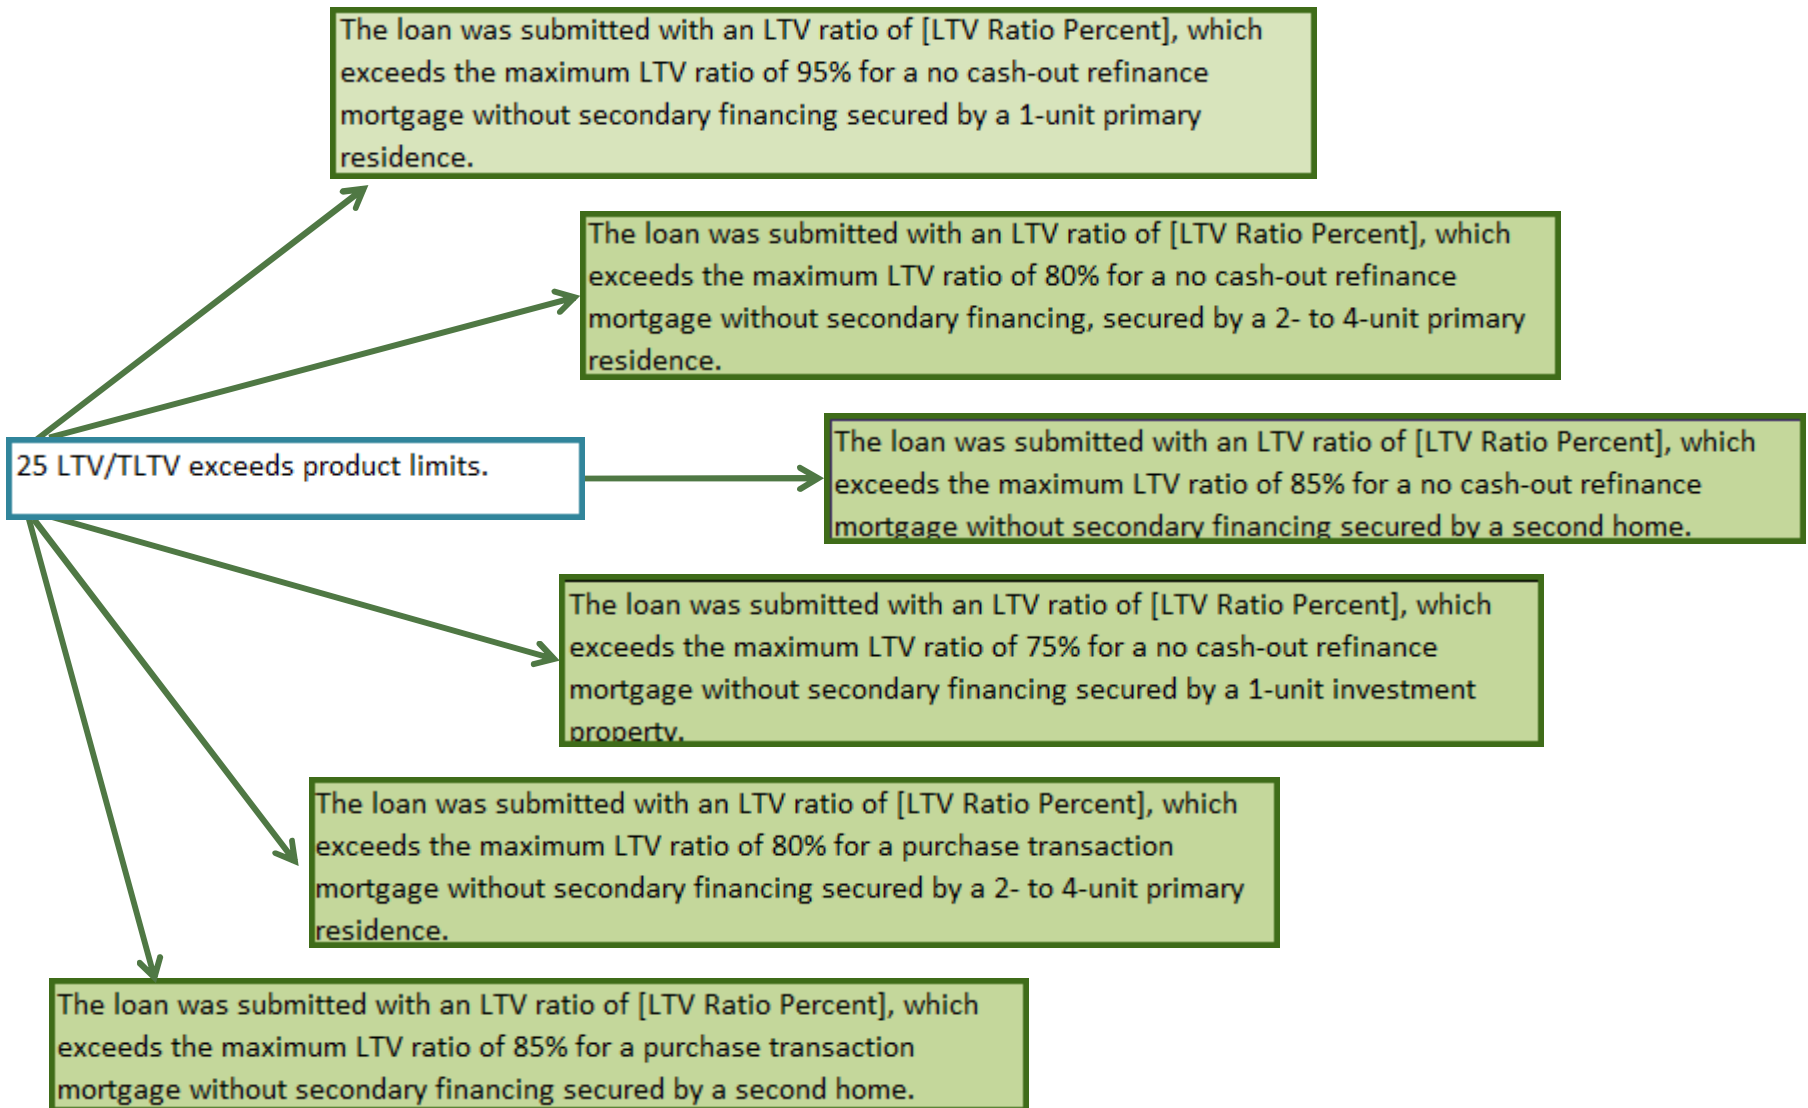 The loan was submitted with an LTV ratio of [LTV Ratio Percent], which
exceeds the maximum LTV ratio of 95% for a no cash-out refinance
mortgage without secondary financing secured by a 1-unit primary
residence.
The loan was submitted with an LTV ratio of [LTV Ratio Percent], which
exceeds the maximum LTV ratio of 80% for a no cash-out refinance
mortgage without secondary financing, secured by a 2- to 4-unit primary
residence.
25 LTV/TLTV exceeds product limits.
The loan was submitted with an LTV ratio of [LTV Ratio Percent], which
exceeds the maximum LTV ratio of 85% for a no cash-out refinance
mortgage without secondary financing secured by a second home.
The loan was submitted with an LTV ratio of [LTV Ratio Percent], which
exceeds the maximum LTV ratio of 75% for a no cash-out refinance
mortgage without secondary financing secured by a 1-unit investment
property.
The loan was submitted with an LTV ratio of [LTV Ratio Percent], which
exceeds the maximum LTV ratio of 80% for a purchase transaction
mortgage without secondary financing secured by a 2- to 4-unit primary
residence.
The loan was submitted with an LTV ratio of [LTV Ratio Percent], which
exceeds the maximum LTV ratio of 85% for a purchase transaction
mortgage without secondary financing secured by a second home.